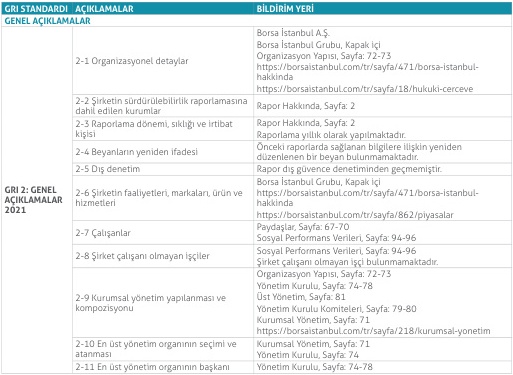 GRI STANDARDI AÇIKLAMALAR BİLDİRİM YERİ
GENEL AÇIKLAMALAR
GRI 2: GENEL
AÇIKLAMALAR
2021
2-1 Organizasyonel detaylar
Borsa İstanbul A.Ş.
Borsa İstanbul Grubu, Kapak içi
Organizasyon Yapısı, Sayfa: 72-73
https://borsaistanbul.com/tr/sayfa/471/borsa-istanbul-
hakkinda
https://borsaistanbul.com/tr/sayfa/18/hukuki-cerceve
2-2 Şirketin sürdürülebilirlik raporlamasına
dahil edilen kurumlar
Rapor Hakkında, Sayfa: 2
2-3 Raporlama dönemi, sıklığı ve irtibat
kişisi
Rapor Hakkında, Sayfa: 2
Raporlama yıllık olarak yapılmaktadır.
2-4 Beyanların yeniden ifadesi
Önceki raporlarda sağlanan bilgilere ilişkin yeniden
düzenlenen bir beyan bulunmamaktadır.
2-5 Dış denetim
Rapor dış güvence denetiminden geçmemiştir.
2-6 Şirketin faaliyetleri, markaları, ürün ve
hizmetleri
Borsa İstanbul Grubu, Kapak içi
https://borsaistanbul.com/tr/sayfa/471/borsa-istanbul-
hakkinda
https://borsaistanbul.com/tr/sayfa/862/piyasalar
2-7 Çalışanlar
Paydaşlar, Sayfa: 67-70
Sosyal Performans Verileri, Sayfa: 94-96
2-8 Şirket çalışanı olmayan işçiler
Sosyal Performans Verileri, Sayfa: 94-96
Şirket çalışanı olmayan işçi bulunmamaktadır.
2-9 Kurumsal yönetim yapılanması ve
kompozisyonu
Organizasyon Yapısı, Sayfa: 72-73
Yönetim Kurulu, Sayfa: 74-78
Üst Yönetim, Sayfa: 81
Yönetim Kurulu Komiteleri, Sayfa: 79-80
Kurumsal Yönetim, Sayfa: 71
https://borsaistanbul.com/tr/sayfa/218/kurumsal-yonetim
2-10 En üst yönetim organının seçimi ve
atanması
Kurumsal Yönetim, Sayfa: 71
Yönetim Kurulu, Sayfa: 74
2-11 En üst yönetim organının başkanı
Yönetim Kurulu, Sayfa: 74-78